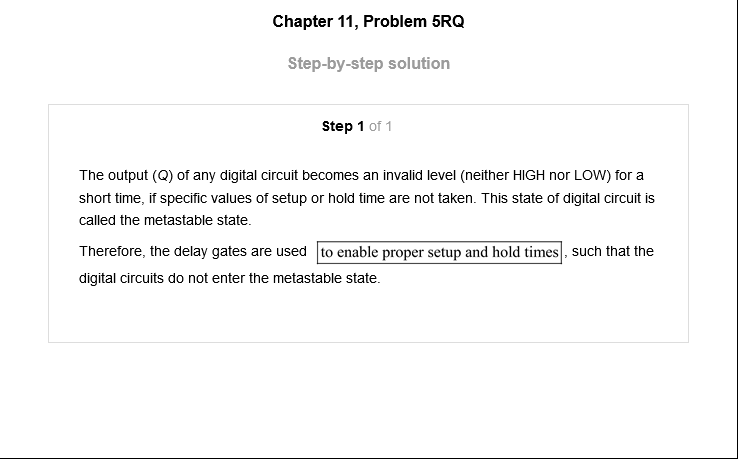 Chapter 11, Problem 5RQ
Step-by-step solution
Step 1 of 1
The output (Q) of any digital circuit becomes an invalid level (neither HIGH nor LOW) for a
short time, if specific values of setup or hold time are not taken. This state of digital circuit is
called the metastable state.
Therefore, the delay gates are used to enable proper setup and hold times, such that the
digital circuits do not enter the metastable state.